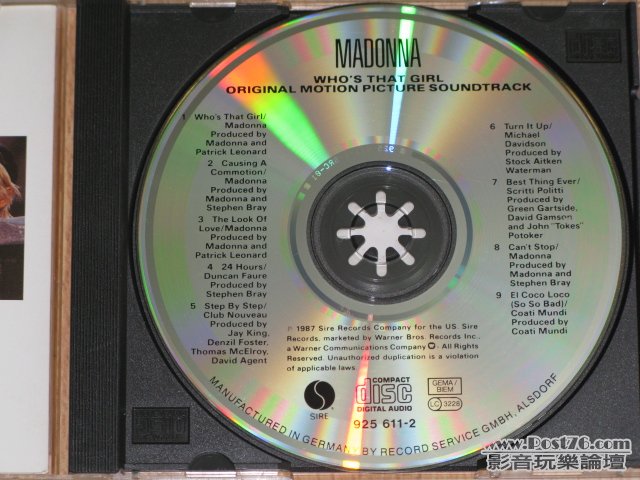 MADONNA
WHO'S THAT GIRL
ORIGINAL MOTION PICTURE SOUNDTRACK
1 Who's That Girl/
Madonna
Produced by
Madonna and
Patrick Leonard
2 Causing A
Commotion/
Madonna
Produced by
Madonna and
Stephen Bray
3 The Look Of
Love/Madonna
Produced by
Madonna and
Patrick Leonard
4 24 Hours/
Duncan Faure
Produced by
Stephen Bray
5 Step By Step/
Club Nouveau
Produced by
Jay King,
Denzil Foster,
Thomas McElroy,
David Agent
6 Turn It Up/
Michael
Davidson
Produced by
Stock Aitken
Waterman
7 Best Thing Ever/
Scritti Politti
Produced by
Green Gartside,
David Gamson
and John "Tokes"
Potoker
8 Can't Stop/
Madonna
Produced by
Madonna and
Stephen Bray
9 El Coco Loco
(So So Bad)/
Coati Mundi
Produced by
Coati Mundi
℗ 1987 Sire Records Company for the US. Sire
Records. marketed by Warner Bros. Records Inc.,
a Warner Communications Company. All Rights
Reserved. Unauthorized duplication is a violation
of applicable laws.
SIRE
COMPACT
disc
DIGITAL AUDIO
GEMA/
BIEM
LC 3228
925 611-2
MANUFACTURED IN GERMANY BY RECORD SERVICE GMBH, ALSDORF
www.Post76.com
影音玩樂論壇